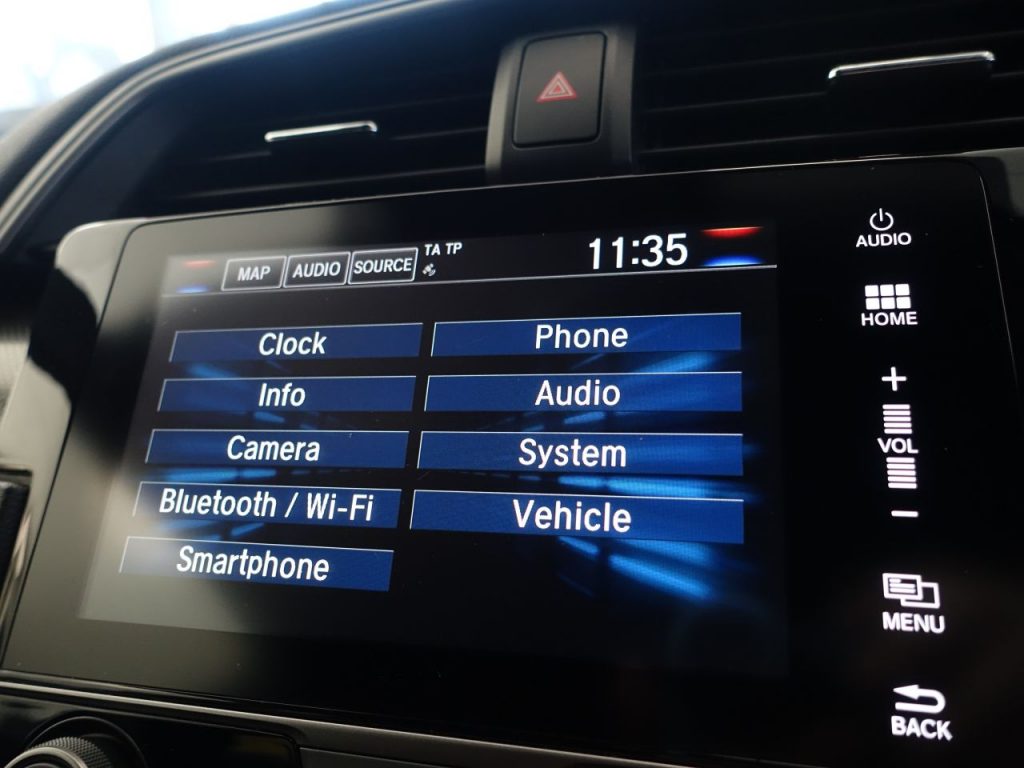 MAP AUDIO SOURCE TA TP 11:35
Clock Phone
Info Audio
Camera System
Bluetooth / Wi-Fi Vehicle
Smartphone
AUDIO
HOME
+
VOL
−
MENU
BACK